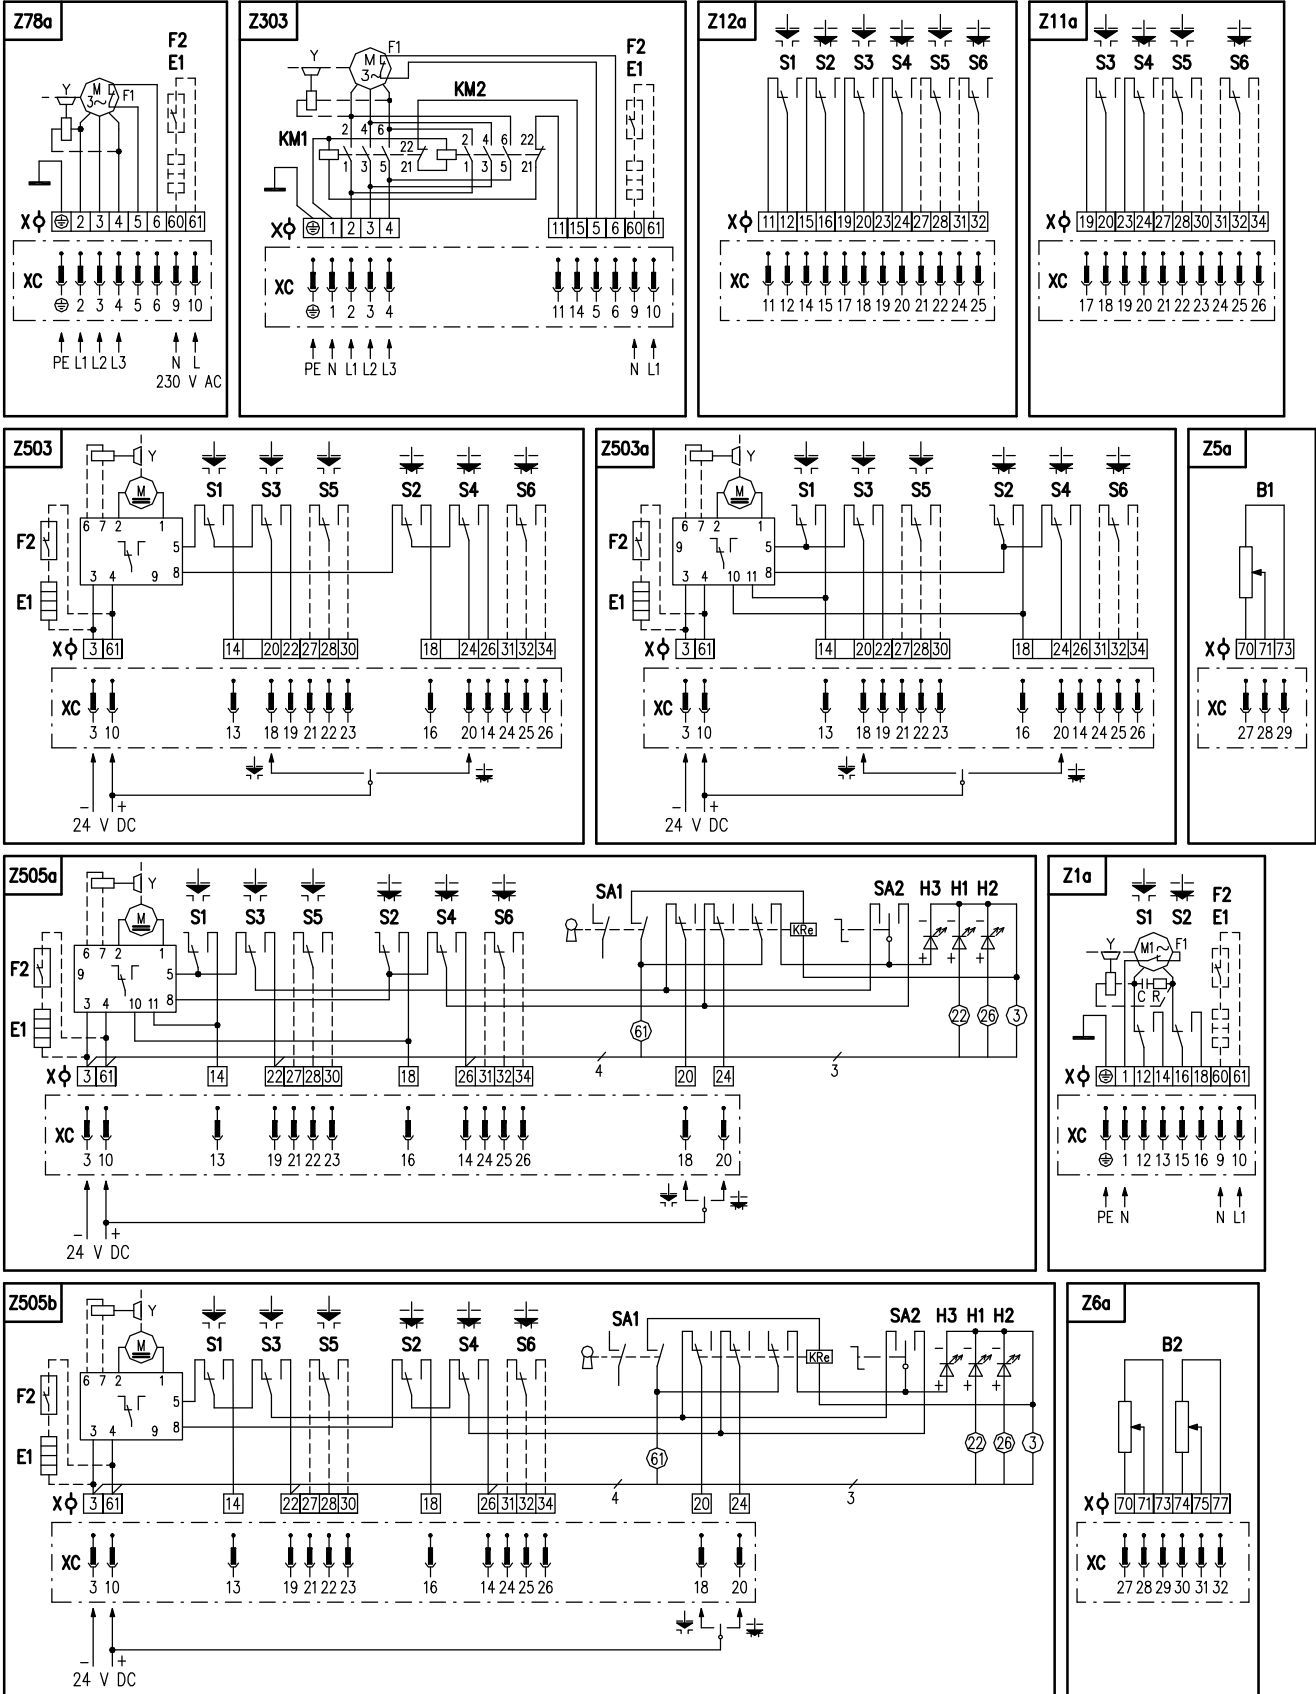 Z78a
F2
E1
Y
M
3~
F1
X 2 3 4 5 6 60 61
XC
2 3 4 5 6 9 10
PE L1 L2 L3 N L
230 V AC
Z303
F1
Y
M
3~
F2
E1
KM2
2 4 6 2 4 6 22
KM1
22
1 3 5 21 1 3 5 21
X 1 2 3 4 11 15 5 6 60 61
XC
1 2 3 4 11 14 5 6 9 10
PE N L1 L2 L3 N L1
Z12a
S1 S2 S3 S4 S5 S6
X 11 12 15 16 19 20 23 24 27 28 31 32
XC
11 12 14 15 17 18 19 20 21 22 24 25
Z11a
S3 S4 S5 S6
X 19 20 23 24 27 28 30 31 32 34
XC
17 18 19 20 21 22 23 24 25 26
Z503
Y
S1 S3 S5 S2 S4 S6
M
6 7 2 1
F2
5
8
3 4 9
E1
X 3 61 14 20 22 27 28 30 18 24 26 31 32 34
XC
3 10 13 18 19 21 22 23 16 20 14 24 25 26
− +
24 V DC
Z503a
Y
S1 S3 S5 S2 S4 S6
M
6 7 2 1
F2
9 5
8
3 4 10 11
E1
X 3 61 14 20 22 27 28 30 18 24 26 31 32 34
XC
3 10 13 18 19 21 22 23 16 20 14 24 25 26
− +
24 V DC
Z5a
B1
X 70 71 73
XC
27 28 29
Z505a
Y
S1 S3 S5 S2 S4 S6
SA1 SA2 H3 H1 H2
M
KRe
− − −
6 7 2 1
F2
9 5
+ + +
3 4 10 11 8
E1
61 22 26 3
4 3
X 3 61 14 22 27 28 30 18 26 31 32 34 20 24
XC
3 10 13 19 21 22 23 16 14 24 25 26 18 20
− +
24 V DC
Z1a
S1 S2
F2
E1
Y
M1 ~ F1
C R
X 1 12 14 16 18 60 61
XC
1 12 13 15 16 9 10
PE N N L1
Z505b
Y
S1 S3 S5 S2 S4 S6
SA1 SA2 H3 H1 H2
M
KRe
− − −
6 7 2 1
F2
5
+ + +
8
3 4 9
E1
61 22 26 3
4 3
X 3 61 14 22 27 28 30 18 26 31 32 34 20 24
XC
3 10 13 19 21 22 23 16 14 24 25 26 18 20
− +
24 V DC
Z6a
B2
X 70 71 73 74 75 77
XC
27 28 29 30 31 32